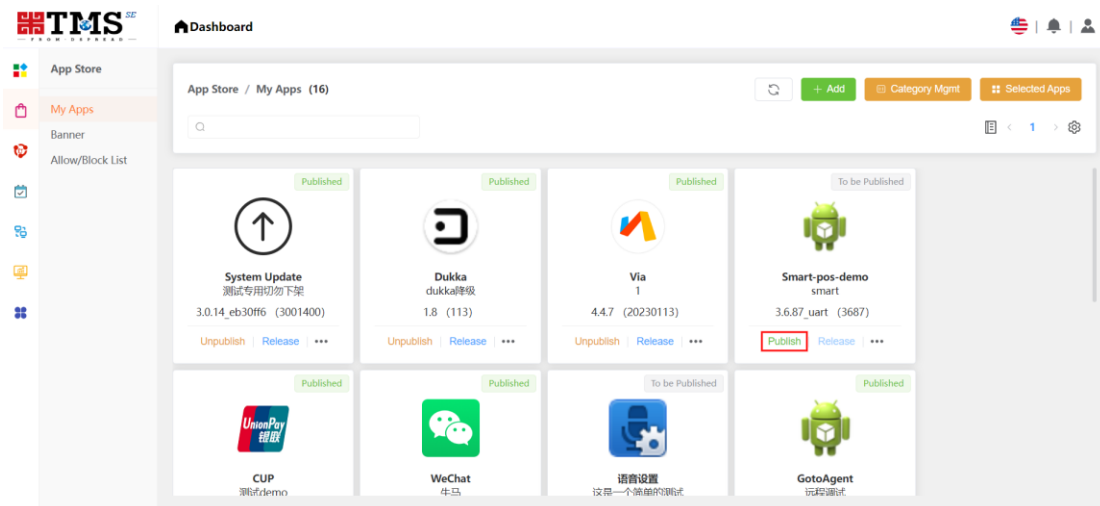 TMS SE
FROM DSPREAD
Dashboard
App Store
My Apps
Banner
Allow/Block List
App Store / My Apps (16)
+ Add
Category Mgmt
Selected Apps
1
Published
System Update
测试专用切勿下架
3.0.14_eb30ff6 (3001400)
Unpublish
Release
•••
Published
Dukka
dukka降级
1.8 (113)
Unpublish
Release
•••
Published
Via
1
4.4.7 (20230113)
Unpublish
Release
•••
To be Published
Smart-pos-demo
smart
3.6.87_uart (3687)
Publish
Release
•••
Published
UnionPay
银联
CUP
测试demo
Published
WeChat
牛马
To be Published
语音设置
这是一个简单的测试
Published
GotoAgent
远程调试